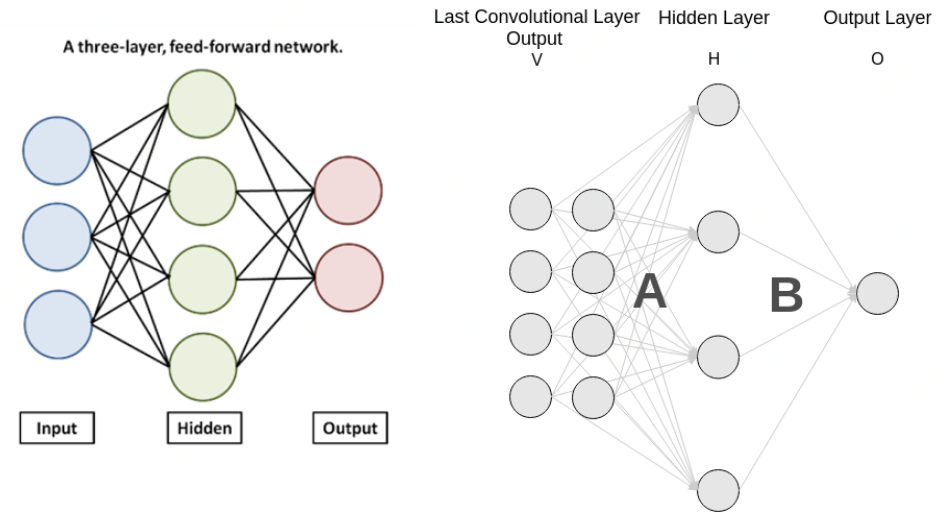 A three-layer, feed-forward network.
Input
Hidden
Output
Last Convolutional Layer
Output
V
Hidden Layer
H
Output Layer
O
A
B